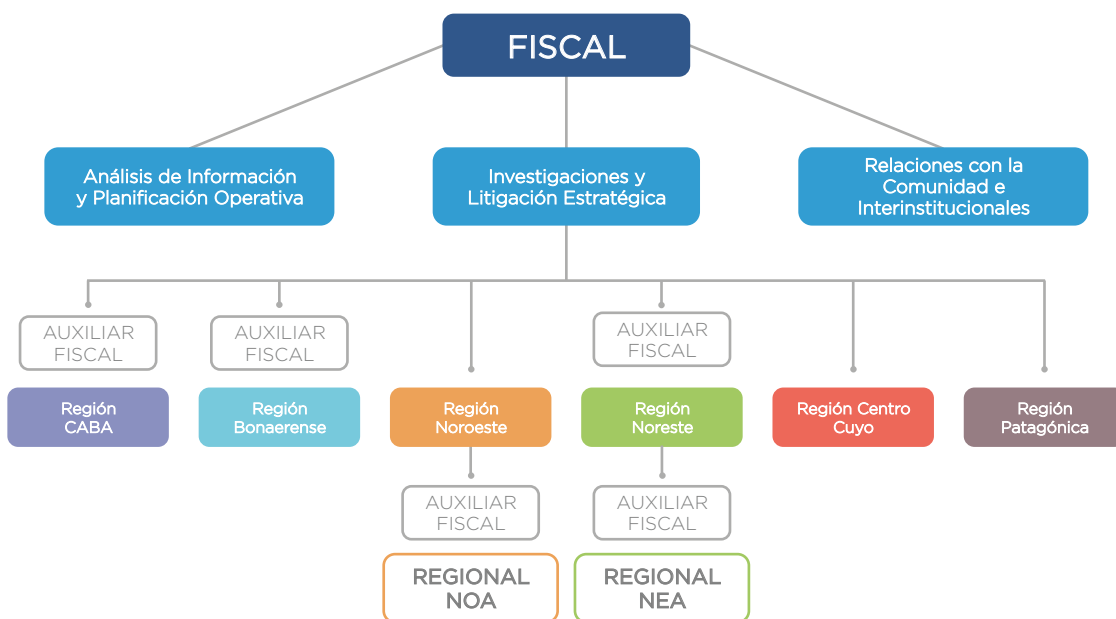 FISCAL
Análisis de Información
y Planificación Operativa
Investigaciones y
Litigación Estratégica
Relaciones con la
Comunidad e
Interinstitucionales
AUXILIAR
FISCAL
AUXILIAR
FISCAL
AUXILIAR
FISCAL
Región
CABA
Región
Bonaerense
Región
Noroeste
Región
Noreste
Región Centro
Cuyo
Región
Patagónica
AUXILIAR
FISCAL
AUXILIAR
FISCAL
REGIONAL
NOA
REGIONAL
NEA